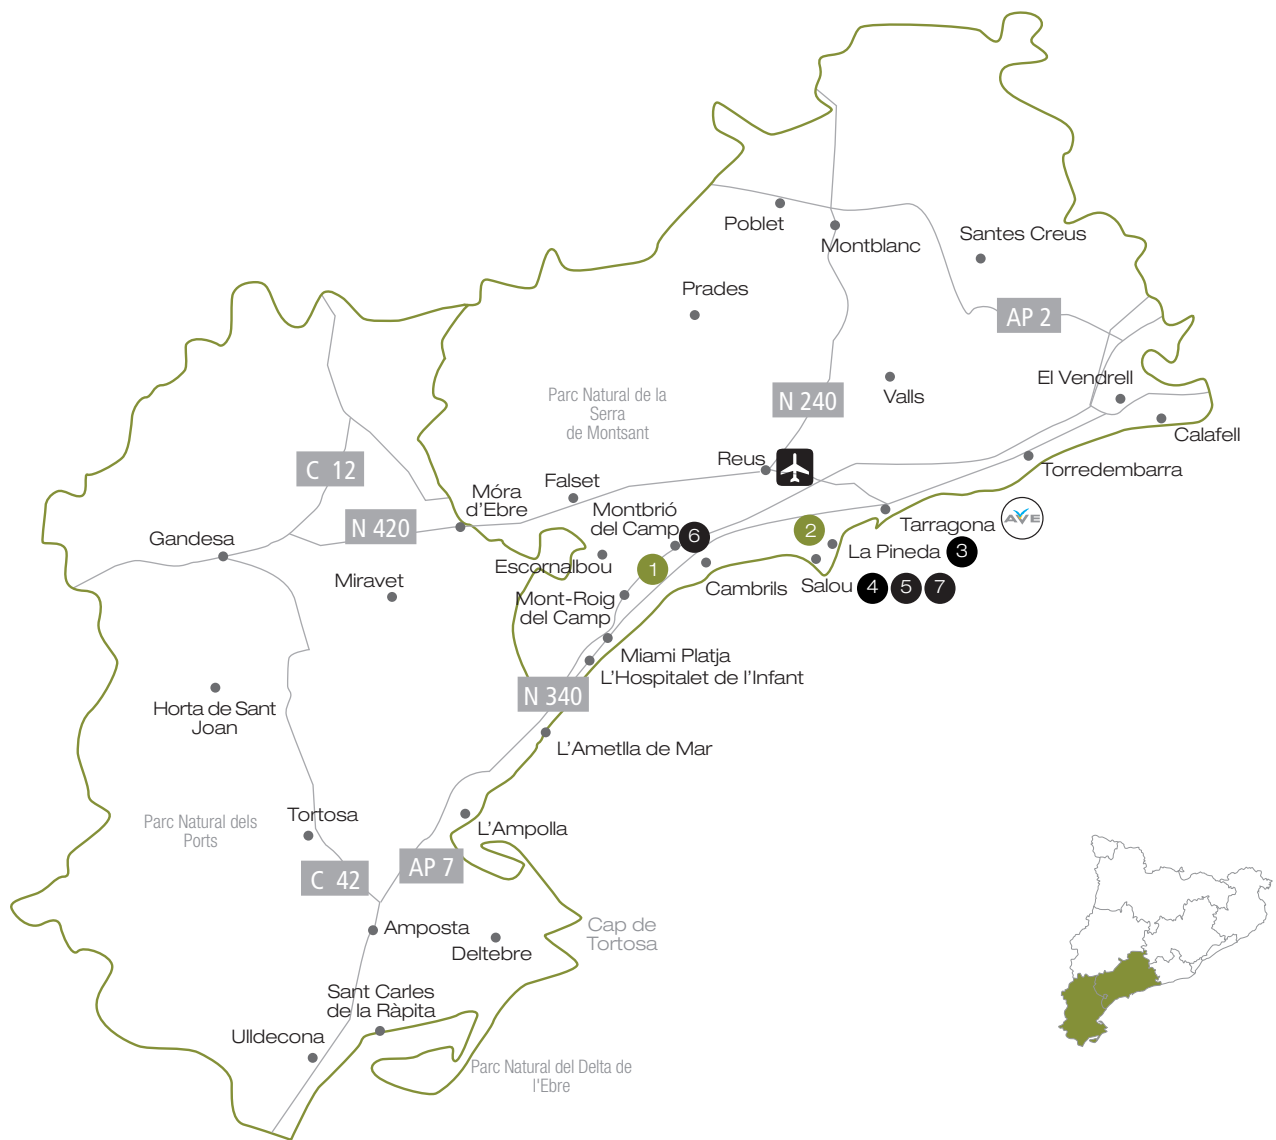 Poblet
Montblanc
Santes Creus
Prades
AP 2
El Vendrell
Parc Natural de la
Serra
de Montsant
N 240
Valls
Calafell
C 12
Reus
Torredembarra
Falset
Móra
d'Ebre
Montbrió
del Camp
6
2
Tarragona
AVE
N 420
Gandesa
La Pineda
3
Escornalbou
1
Cambrils
Salou
4
5
7
Miravet
Mont-Roig
del Camp
Miami Platja
L'Hospitalet de l'Infant
N 340
Horta de Sant
Joan
L'Ametlla de Mar
Parc Natural dels
Ports
Tortosa
L'Ampolla
C 42
AP 7
Amposta
Deltebre
Cap de
Tortosa
Sant Carles
de la Ràpita
Ulldecona
Parc Natural del Delta de
l'Ebre